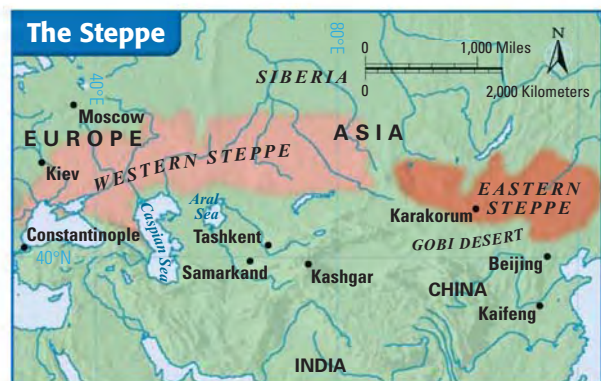 The Steppe
80°E
N
0 1,000 Miles
0 2,000 Kilometers
SIBERIA
40°E
Moscow
EUROPE
ASIA
WESTERN STEPPE
Kiev
EASTERN
STEPPE
Aral
Sea
Karakorum
Caspian Sea
Constantinople
Tashkent
GOBI DESERT
40°N
Samarkand
Kashgar
Beijing
CHINA
Kaifeng
INDIA